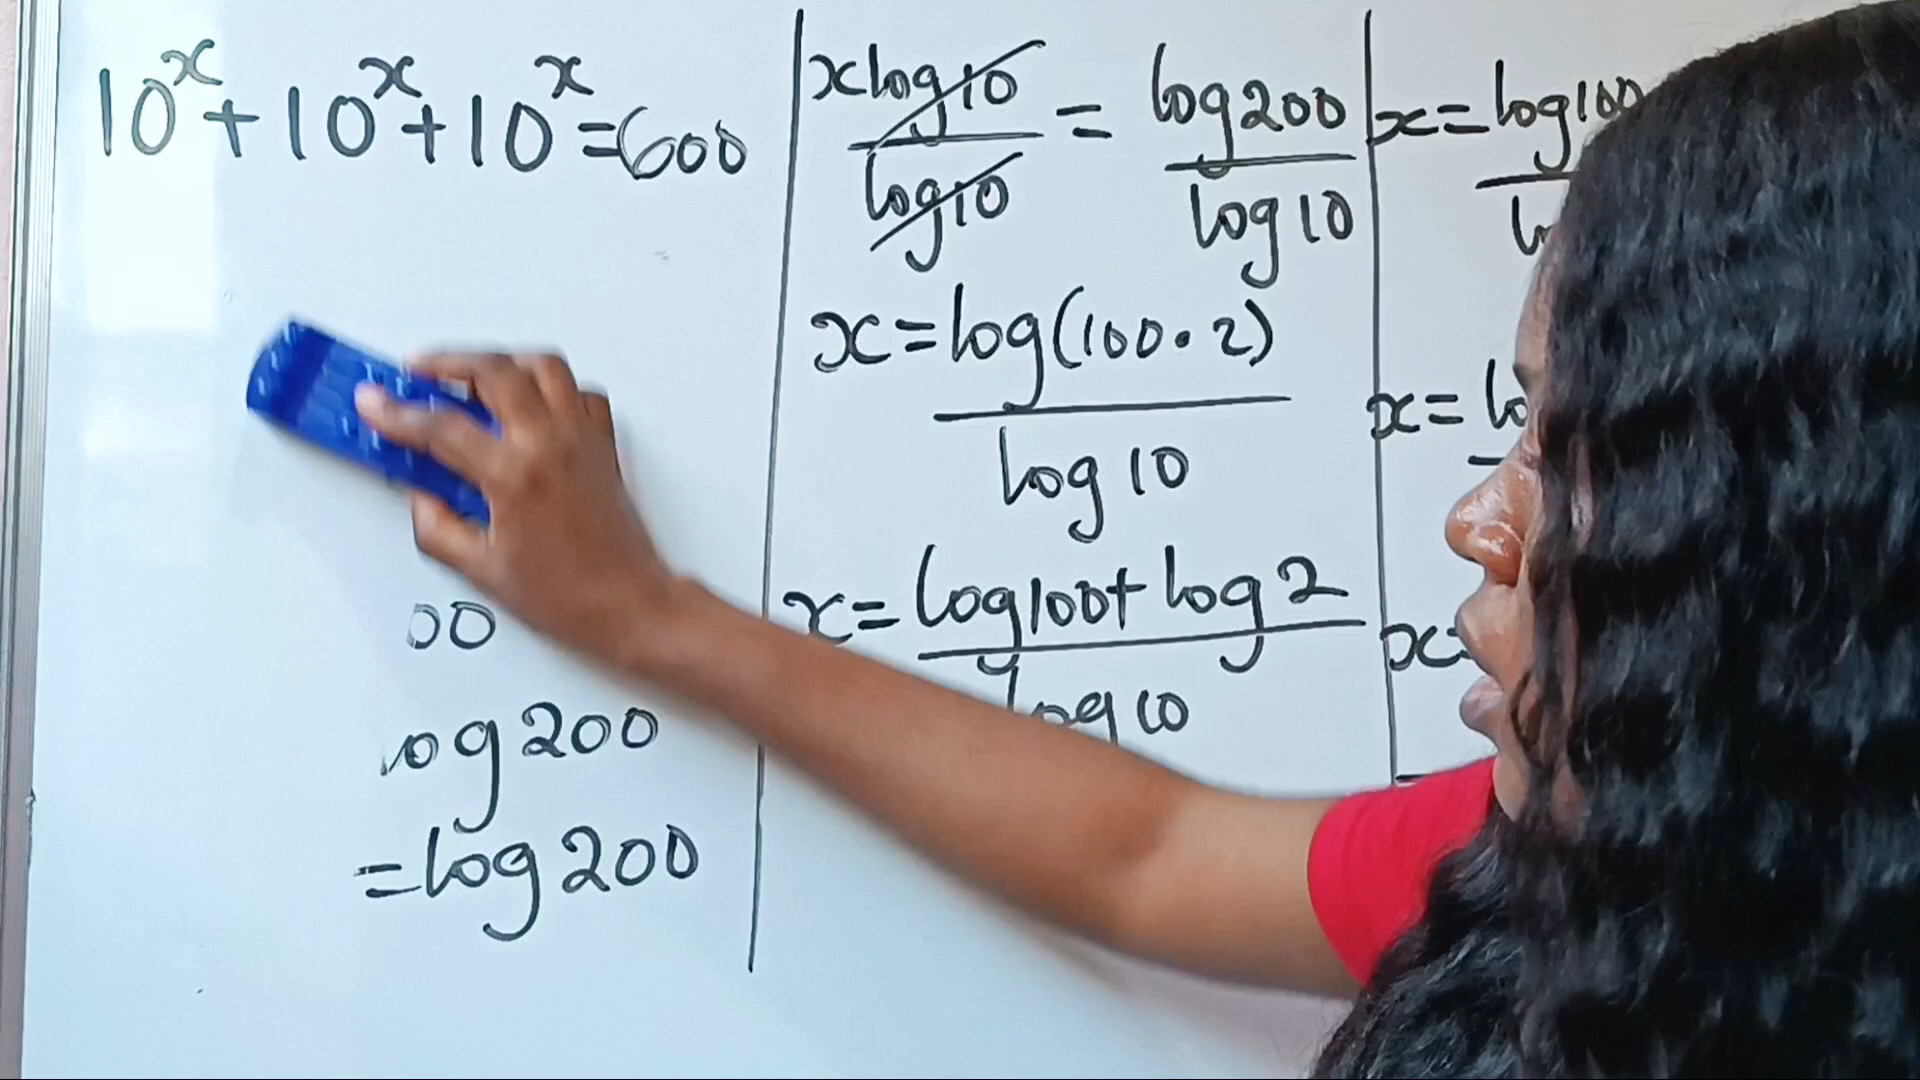 10^x + 10^x + 10^x = 600
00
og 200
= log 200
x log 10 / log 10 = log 200 / log 10
x = log (100 · 2) / log 10
x = log 100 + log 2 / log 10
x = log 100
x = lo
x =